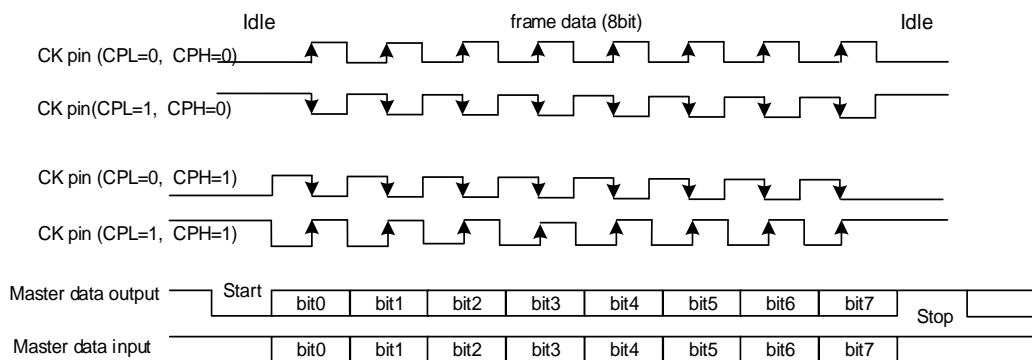 Idle frame data (8bit) Idle
CK pin (CPL=0, CPH=0)
CK pin(CPL=1, CPH=0)
CK pin (CPL=0, CPH=1)
CK pin (CPL=1, CPH=1)
Master data output Start bit0 bit1 bit2 bit3 bit4 bit5 bit6 bit7 Stop
Master data input bit0 bit1 bit2 bit3 bit4 bit5 bit6 bit7